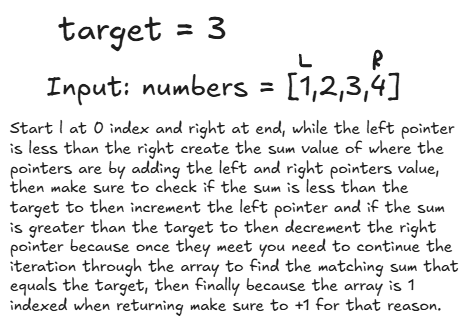 target = 3
L R
Input: numbers = [1,2,3,4]
Start l at 0 index and right at end, while the left pointer
is less than the right create the sum value of where the
pointers are by adding the left and right pointers value,
then make sure to check if the sum is less than the
target to then increment the left pointer and if the sum
is greater than the target to then decrement the right
pointer because once they meet you need to continue the
iteration through the array to find the matching sum that
equals the target, then finally because the array is 1
indexed when returning make sure to +1 for that reason.